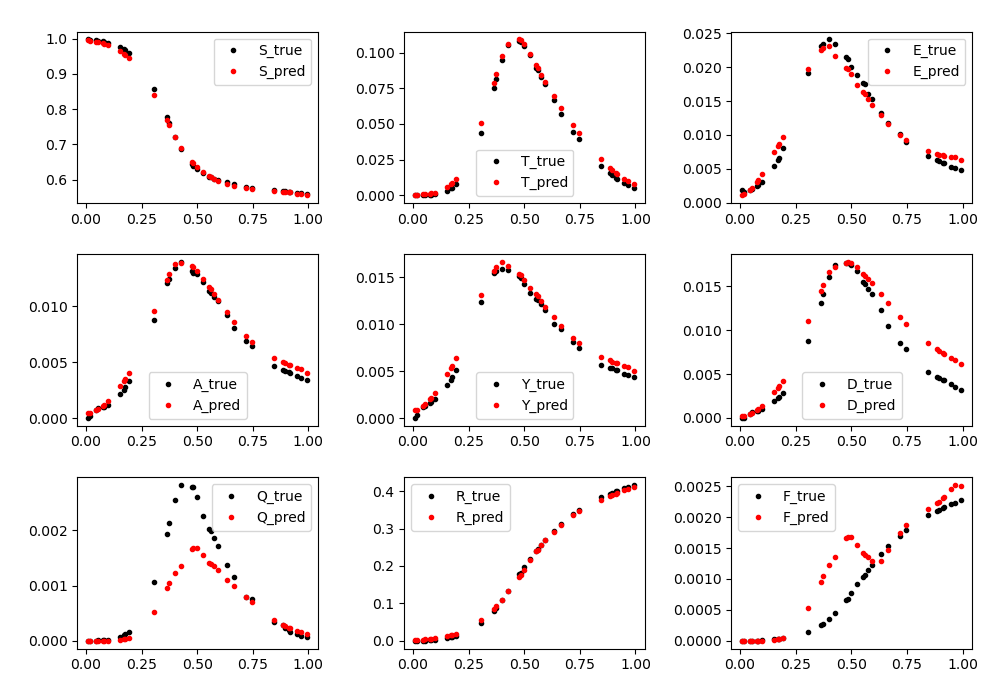 1.0
0.9
0.8
0.7
0.6
S_true
S_pred
0.00 0.25 0.50 0.75 1.00
0.100
0.075
0.050
0.025
0.000
T_true
T_pred
0.00 0.25 0.50 0.75 1.00
0.025
0.020
0.015
0.010
0.005
0.000
E_true
E_pred
0.00 0.25 0.50 0.75 1.00
0.010
0.005
0.000
A_true
A_pred
0.00 0.25 0.50 0.75 1.00
0.015
0.010
0.005
0.000
Y_true
Y_pred
0.00 0.25 0.50 0.75 1.00
0.015
0.010
0.005
0.000
D_true
D_pred
0.00 0.25 0.50 0.75 1.00
0.002
0.001
0.000
Q_true
Q_pred
0.00 0.25 0.50 0.75 1.00
0.4
0.3
0.2
0.1
0.0
R_true
R_pred
0.00 0.25 0.50 0.75 1.00
0.0025
0.0020
0.0015
0.0010
0.0005
0.0000
F_true
F_pred
0.00 0.25 0.50 0.75 1.00